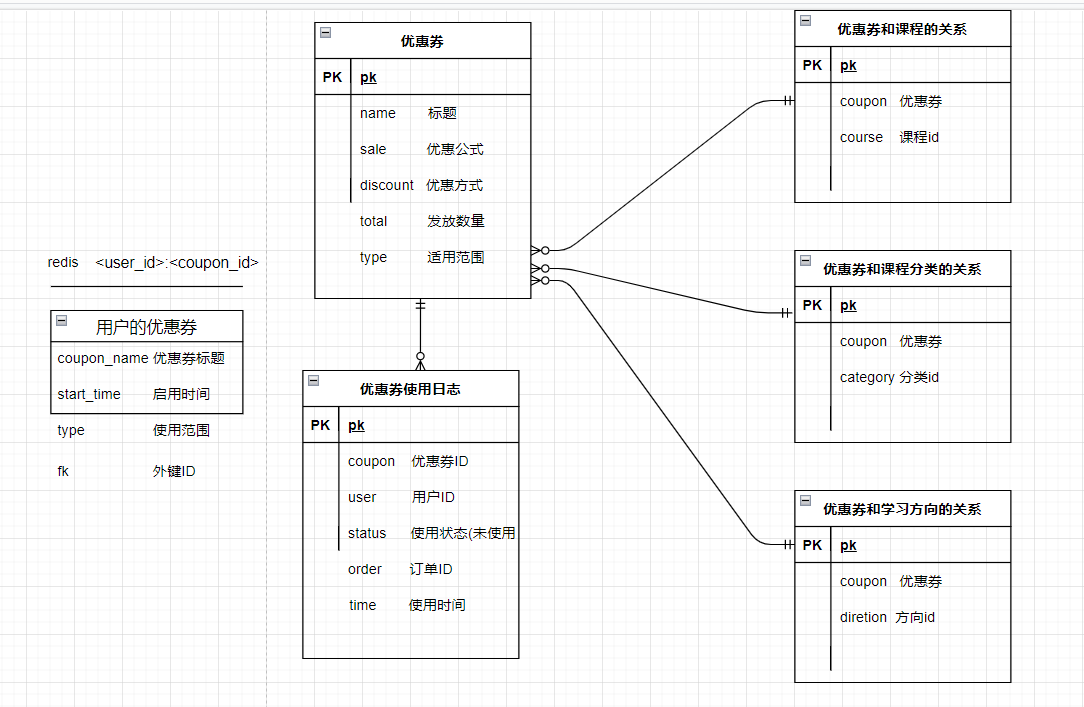 redis <user_id>:<coupon_id>
用户的优惠券
coupon_name 优惠券标题
start_time 启用时间
type 使用范围
fk 外键ID
优惠券
PK pk
name 标题
sale 优惠公式
discount 优惠方式
total 发放数量
type 适用范围
优惠券使用日志
PK pk
coupon 优惠券ID
user 用户ID
status 使用状态(未使用
order 订单ID
time 使用时间
优惠券和课程的关系
PK pk
coupon 优惠券
course 课程id
优惠券和课程分类的关系
PK pk
coupon 优惠券
category 分类id
优惠券和学习方向的关系
PK pk
coupon 优惠券
diretion 方向id